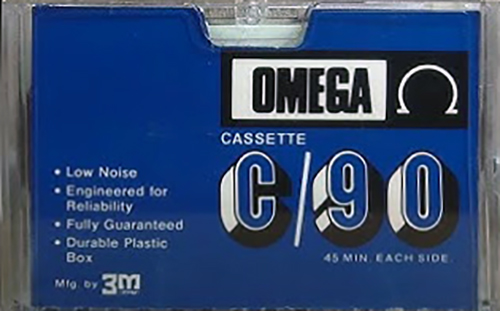 OMEGA Ω
CASSETTE
C/90
45 MIN. EACH SIDE.
• Low Noise
• Engineered for
Reliability
• Fully Guaranteed
• Durable Plastic
Box
Mfg. by 3M